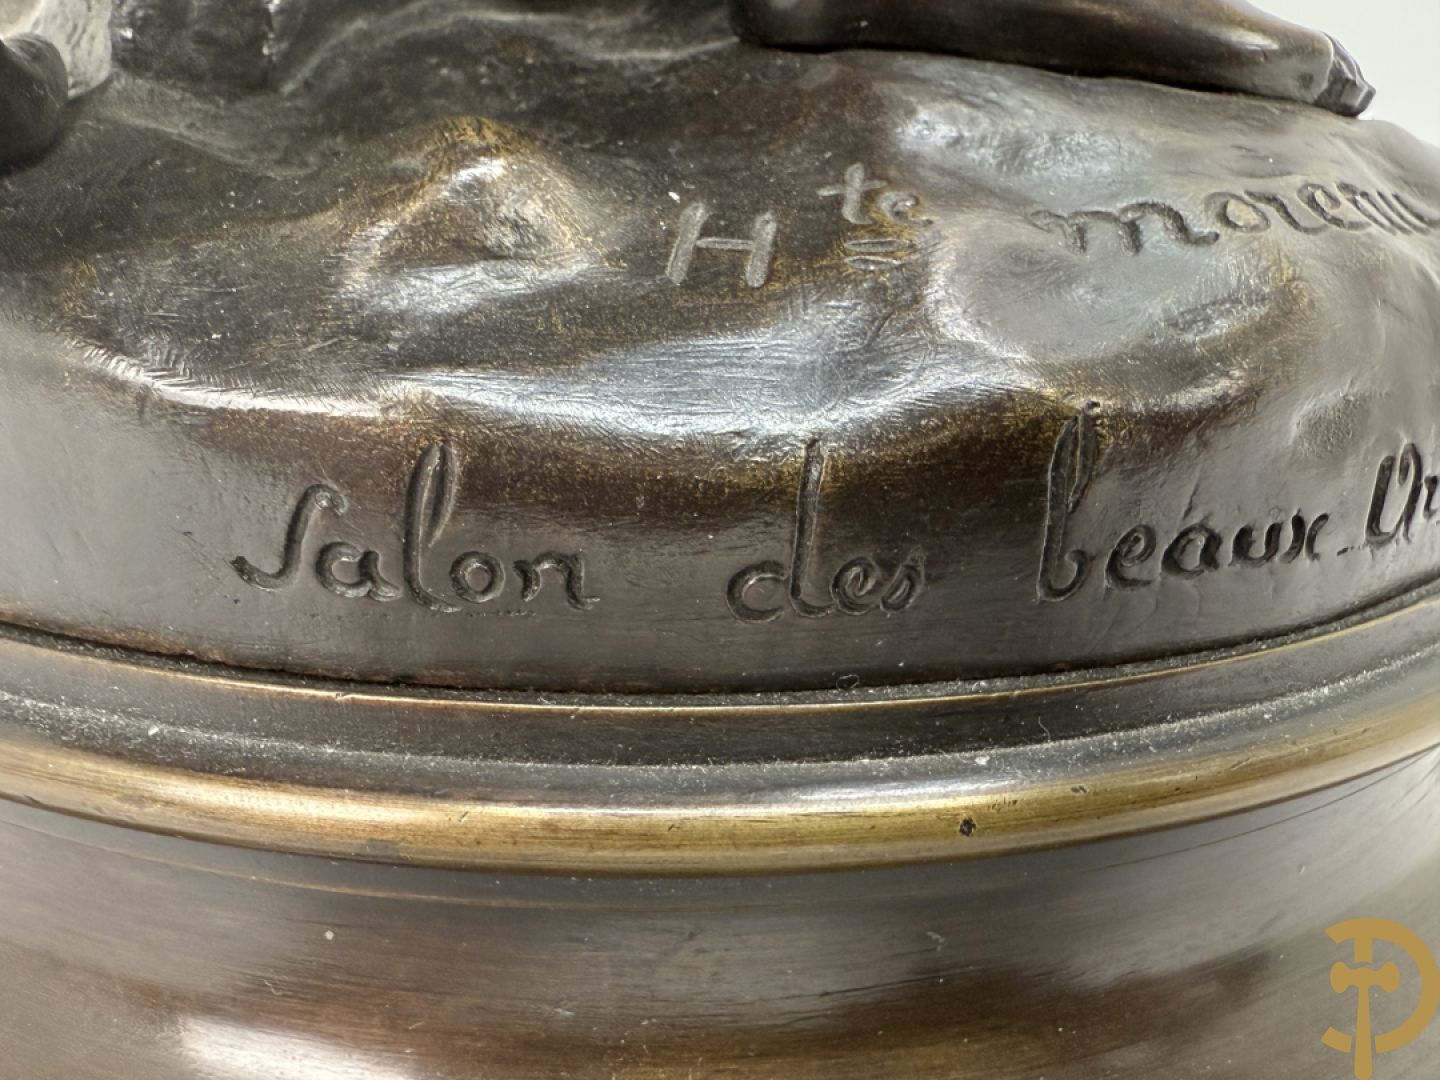 Hte moreau
Salon des beaux Ar